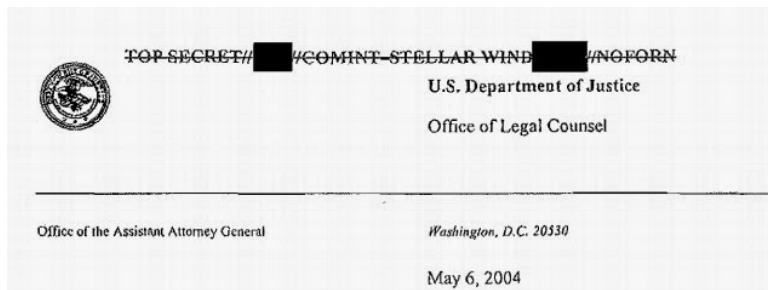 TOP SECRET// //COMINT-STELLAR WIND //NOFORN
U.S. Department of Justice
Office of Legal Counsel
Office of the Assistant Attorney General
Washington, D.C. 20530
May 6, 2004